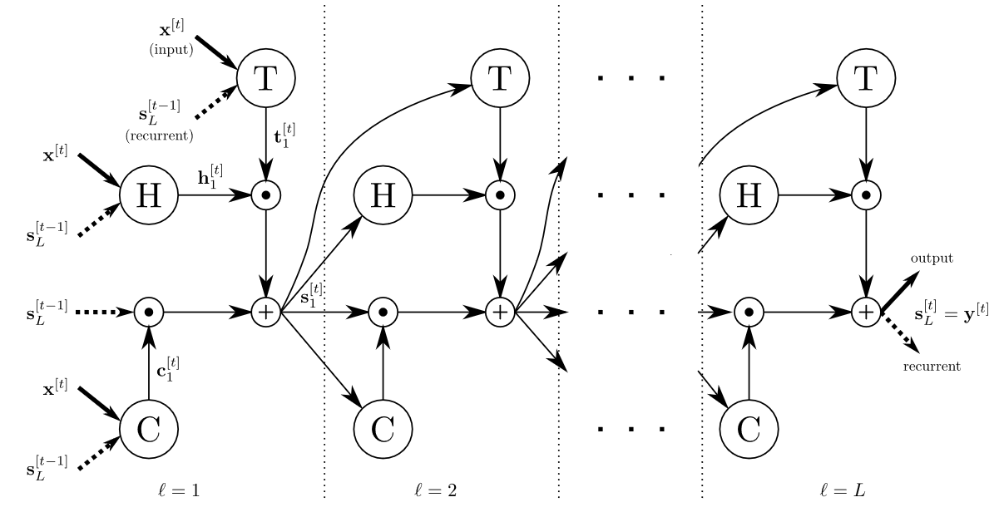 x^[t]
(input)
T
T
. . .
T
s_L^[t−1]
(recurrent)
t_1^[t]
x^[t]
H
h_1^[t]
H
. . .
H
s_L^[t−1]
output
s_L^[t−1]
+
s_1^[t]
+
. . .
+
s_L^[t] = y^[t]
recurrent
c_1^[t]
x^[t]
C
C
. . .
C
s_L^[t−1]
ℓ = 1
ℓ = 2
ℓ = L